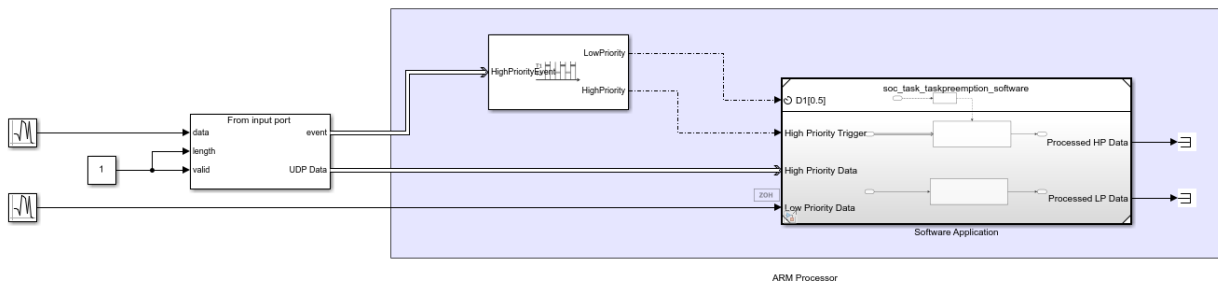 LowPriority
HighPriorityEvent
HighPriority
soc_task_taskpreemption_software
D1[0.5]
From input port
data
event
High Priority Trigger
length
Processed HP Data
1
valid
UDP Data
High Priority Data
ZOH
Processed LP Data
Low Priority Data
Software Application
ARM Processor